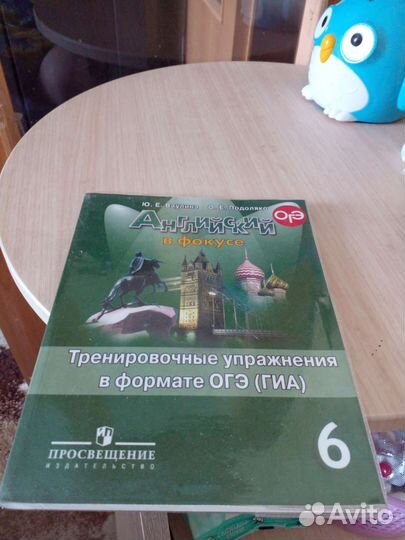 Ю. Е. Ваулина О. Е. Подоляко
Английский
в фокусе
ОГЭ
Тренировочные упражнения
в формате ОГЭ (ГИА)
6
ПРОСВЕЩЕНИЕ
ИЗДАТЕЛЬСТВО
Avito